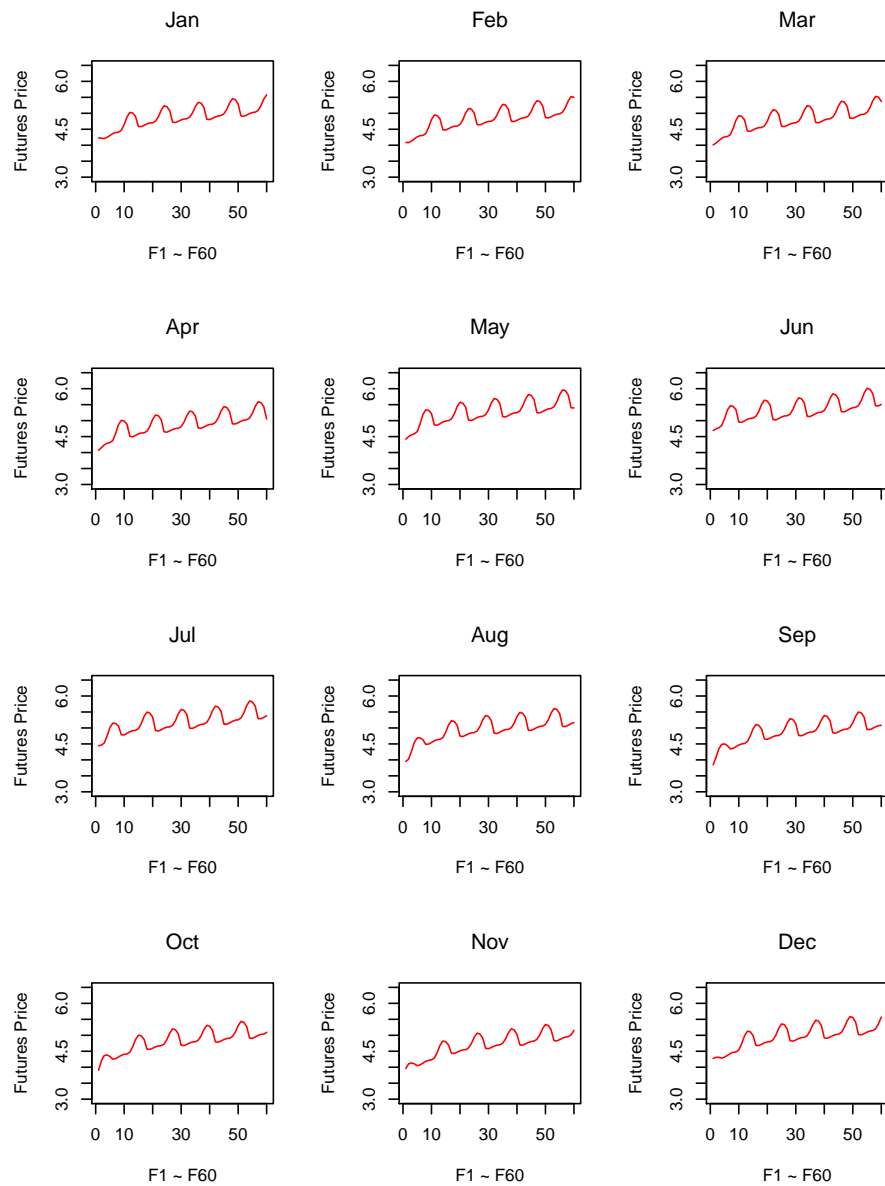 Jan Feb Mar
Futures Price Futures Price Futures Price
6.0 6.0 6.0
4.5 4.5 4.5
3.0 3.0 3.0
0 10 30 50 0 10 30 50 0 10 30 50
F1 ~ F60 F1 ~ F60 F1 ~ F60
Apr May Jun
Futures Price Futures Price Futures Price
6.0 6.0 6.0
4.5 4.5 4.5
3.0 3.0 3.0
0 10 30 50 0 10 30 50 0 10 30 50
F1 ~ F60 F1 ~ F60 F1 ~ F60
Jul Aug Sep
Futures Price Futures Price Futures Price
6.0 6.0 6.0
4.5 4.5 4.5
3.0 3.0 3.0
0 10 30 50 0 10 30 50 0 10 30 50
F1 ~ F60 F1 ~ F60 F1 ~ F60
Oct Nov Dec
Futures Price Futures Price Futures Price
6.0 6.0 6.0
4.5 4.5 4.5
3.0 3.0 3.0
0 10 30 50 0 10 30 50 0 10 30 50
F1 ~ F60 F1 ~ F60 F1 ~ F60